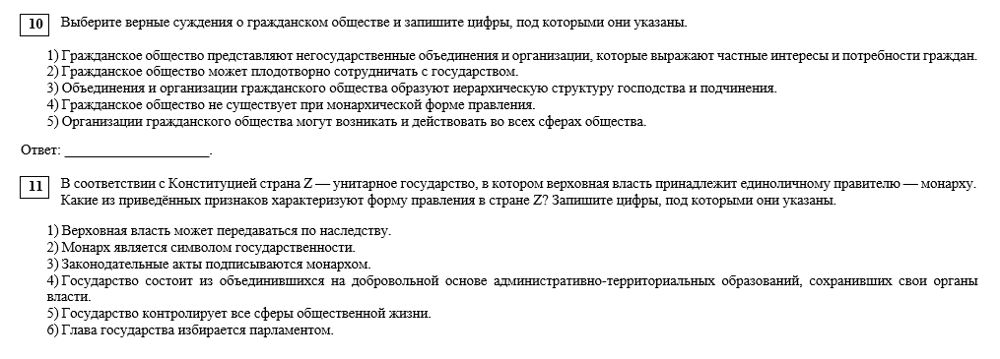 10 Выберите верные суждения о гражданском обществе и запишите цифры, под которыми они указаны.
1) Гражданское общество представляют негосударственные объединения и организации, которые выражают частные интересы и потребности граждан.
2) Гражданское общество может плодотворно сотрудничать с государством.
3) Объединения и организации гражданского общества образуют иерархическую структуру господства и подчинения.
4) Гражданское общество не существует при монархической форме правления.
5) Организации гражданского общества могут возникать и действовать во всех сферах общества.
Ответ: ____________________.
11 В соответствии с Конституцией страна Z — унитарное государство, в котором верховная власть принадлежит единоличному правителю — монарху.
Какие из приведённых признаков характеризуют форму правления в стране Z? Запишите цифры, под которыми они указаны.
1) Верховная власть может передаваться по наследству.
2) Монарх является символом государственности.
3) Законодательные акты подписываются монархом.
4) Государство состоит из объединившихся на добровольной основе административно-территориальных образований, сохранивших свои органы
власти.
5) Государство контролирует все сферы общественной жизни.
6) Глава государства избирается парламентом.